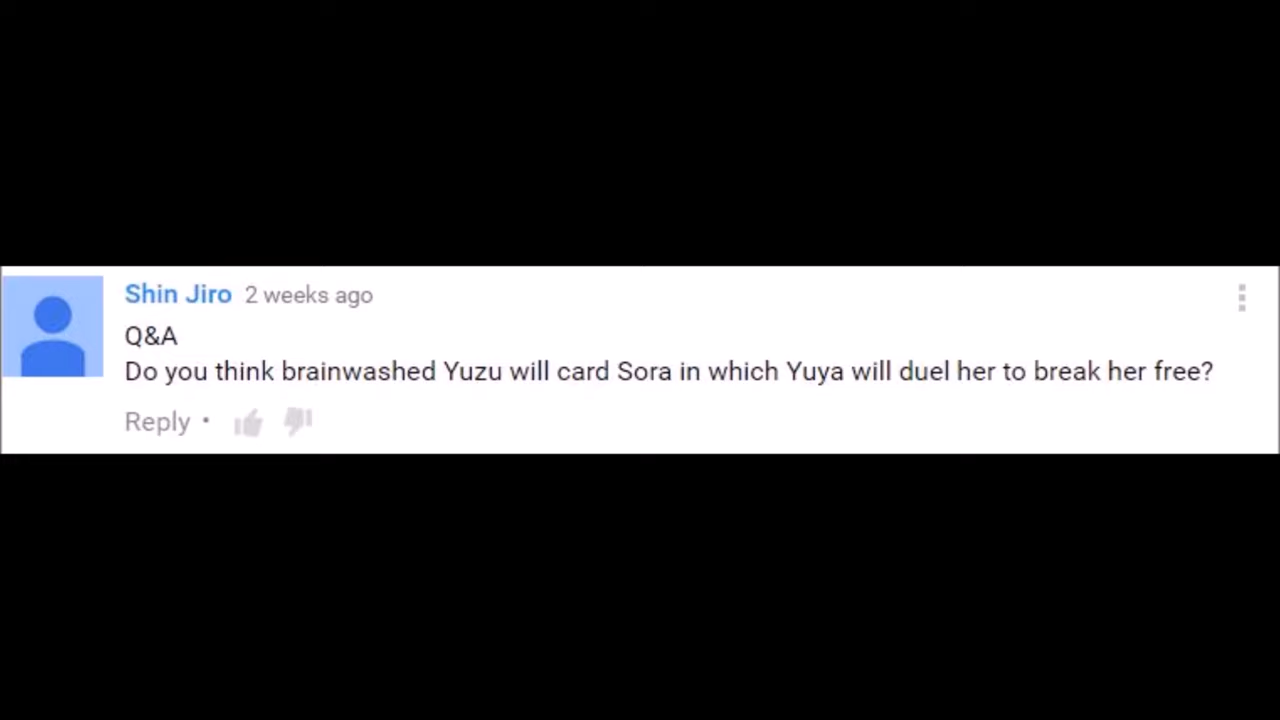 Shin Jiro 2 weeks ago
Q&A
Do you think brainwashed Yuzu will card Sora in which Yuya will duel her to break her free?
Reply •